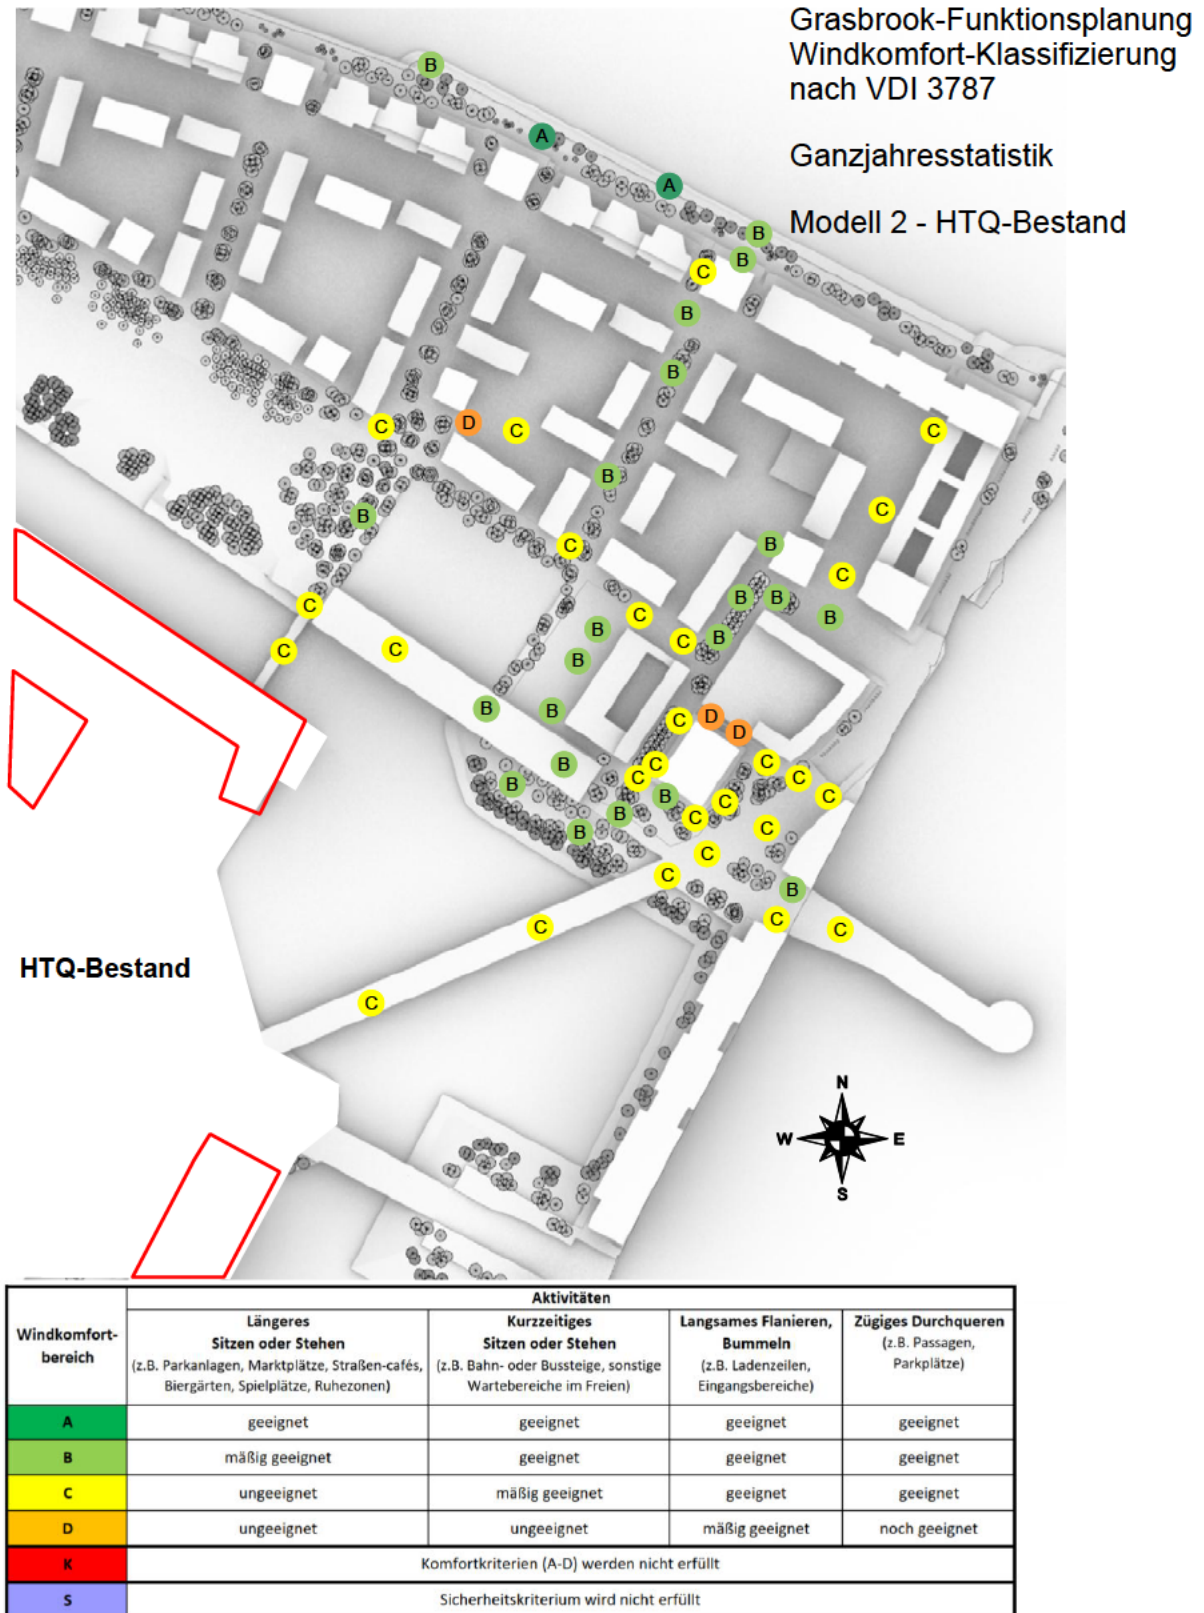 Grasbrook-Funktionsplanung
Windkomfort-Klassifizierung
nach VDI 3787
Ganzjahresstatistik
Modell 2 - HTQ-Bestand
B
A
A
B
B
C
B
B
C
D
C
C
B
C
B
B
C
C
C
B
B
B
C
B
B
C
C
B
C
B
B
B
C
D
D
B
C
C
C
C
B
B
C
C
B
C
B
C
C
C
B
C
C
C
C
HTQ-Bestand
N
W E
S
Windkomfort-
bereich
Aktivitäten
Längeres
Sitzen oder Stehen
(z.B. Parkanlagen, Marktplätze, Straßen-cafés,
Biergärten, Spielplätze, Ruhezonen)
Kurzzeitiges
Sitzen oder Stehen
(z.B. Bahn- oder Bussteige, sonstige
Wartebereiche im Freien)
Langsames Flanieren,
Bummeln
(z.B. Ladenzeilen,
Eingangsbereiche)
Zügiges Durchqueren
(z.B. Passagen,
Parkplätze)
A geeignet geeignet geeignet geeignet
B mäßig geeignet geeignet geeignet geeignet
C ungeeignet mäßig geeignet geeignet geeignet
D ungeeignet ungeeignet mäßig geeignet noch geeignet
K Komfortkriterien (A-D) werden nicht erfüllt
S Sicherheitskriterium wird nicht erfüllt